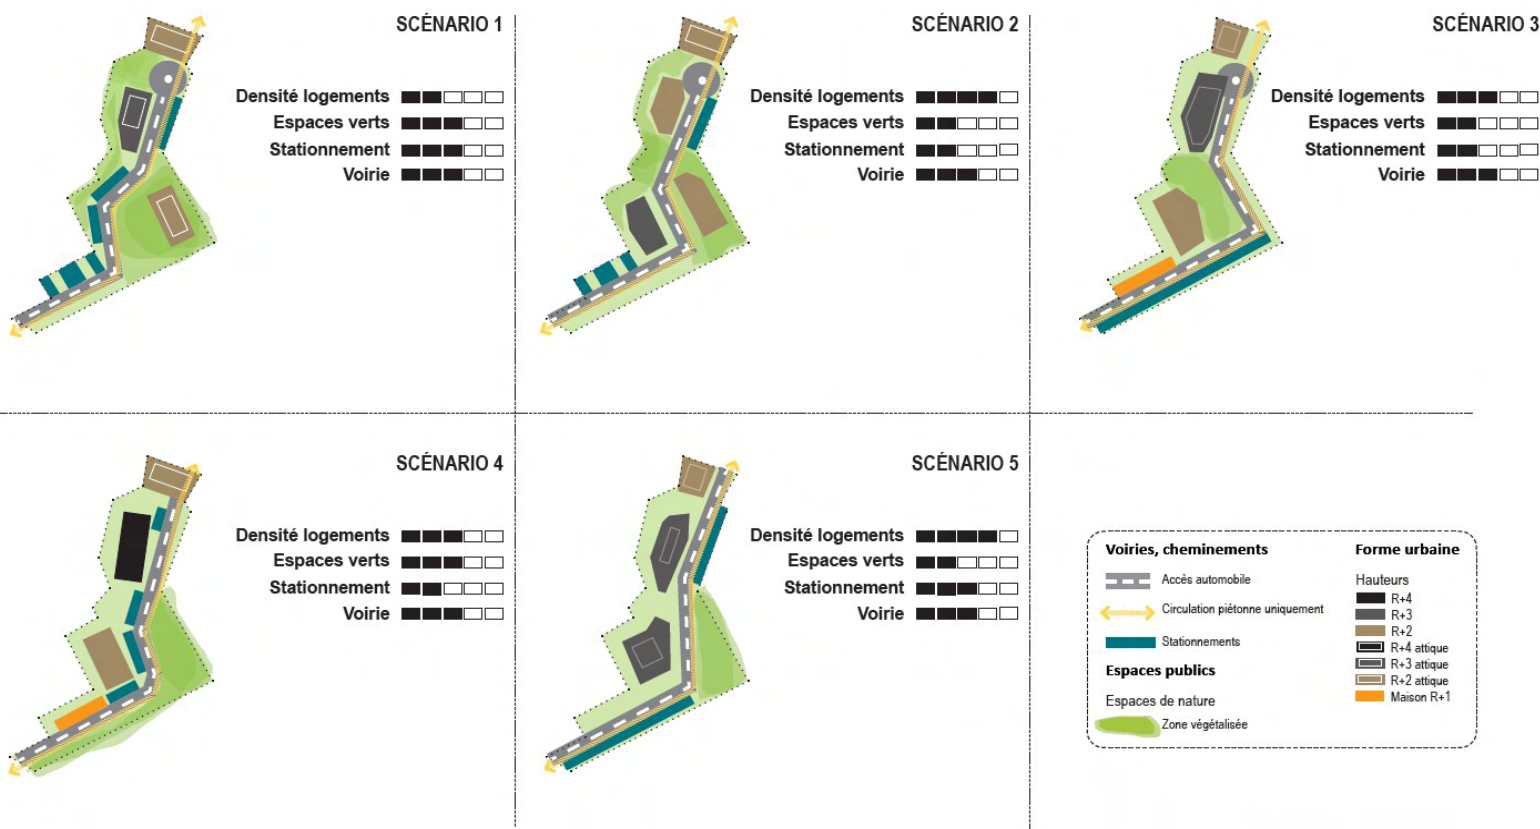 SCÉNARIO 1
Densité logements
Espaces verts
Stationnement
Voirie
SCÉNARIO 2
Densité logements
Espaces verts
Stationnement
Voirie
SCÉNARIO 3
Densité logements
Espaces verts
Stationnement
Voirie
SCÉNARIO 4
Densité logements
Espaces verts
Stationnement
Voirie
SCÉNARIO 5
Densité logements
Espaces verts
Stationnement
Voirie
Voiries, cheminements
Accès automobile
Circulation piétonne uniquement
Stationnements
Espaces publics
Espaces de nature
Zone végétalisée
Forme urbaine
Hauteurs
R+4
R+3
R+2
R+4 attique
R+3 attique
R+2 attique
Maison R+1